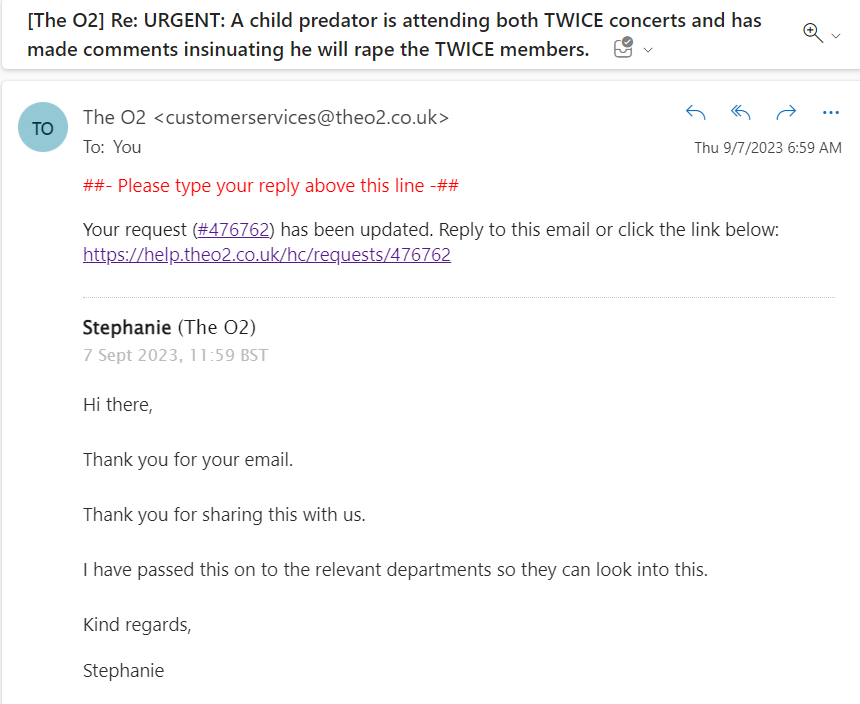 [The O2] Re: URGENT: A child predator is attending both TWICE concerts and has
made comments insinuating he will rape the TWICE members.
TO
The O2 <customerservices@theo2.co.uk>
To: You
Thu 9/7/2023 6:59 AM
##- Please type your reply above this line -##
Your request (#476762) has been updated. Reply to this email or click the link below:
https://help.theo2.co.uk/hc/requests/476762
Stephanie (The O2)
7 Sept 2023, 11:59 BST
Hi there,
Thank you for your email.
Thank you for sharing this with us.
I have passed this on to the relevant departments so they can look into this.
Kind regards,
Stephanie